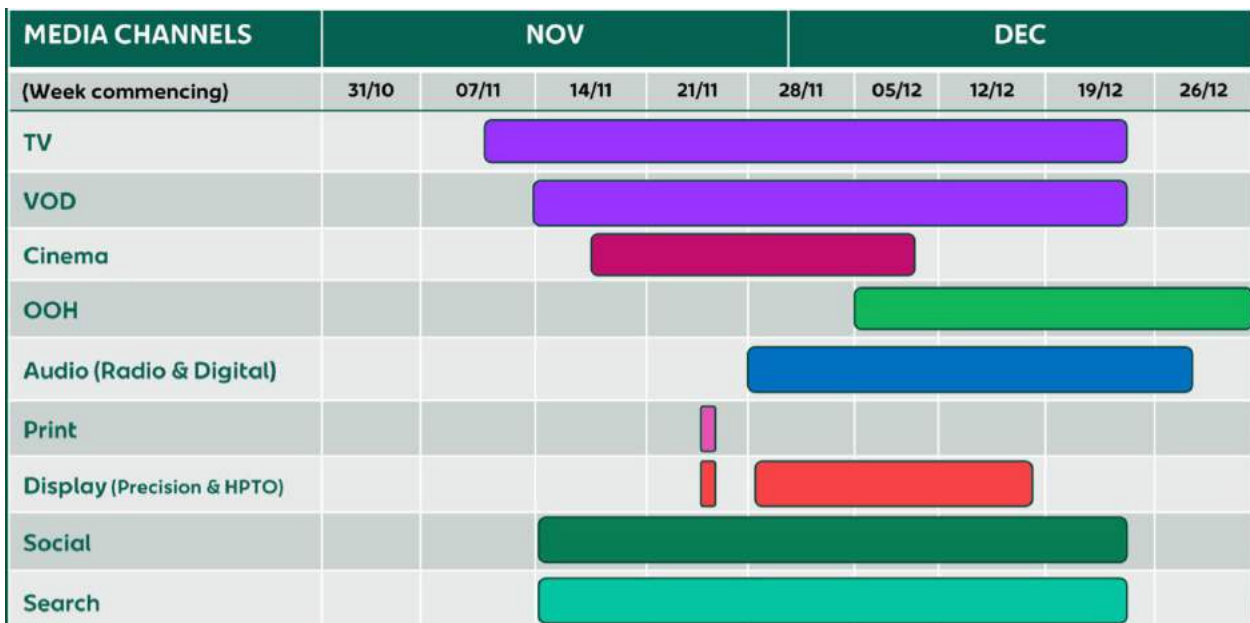 MEDIA CHANNELS NOV DEC
(Week commencing) 31/10 07/11 14/11 21/11 28/11 05/12 12/12 19/12 26/12
TV
VOD
Cinema
OOH
Audio (Radio & Digital)
Print
Display (Precision & HPTO)
Social
Search